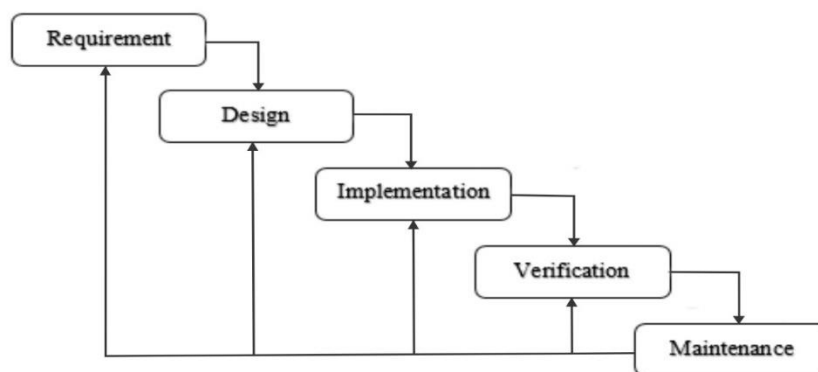 Requirement
Design
Implementation
Verification
Maintenance